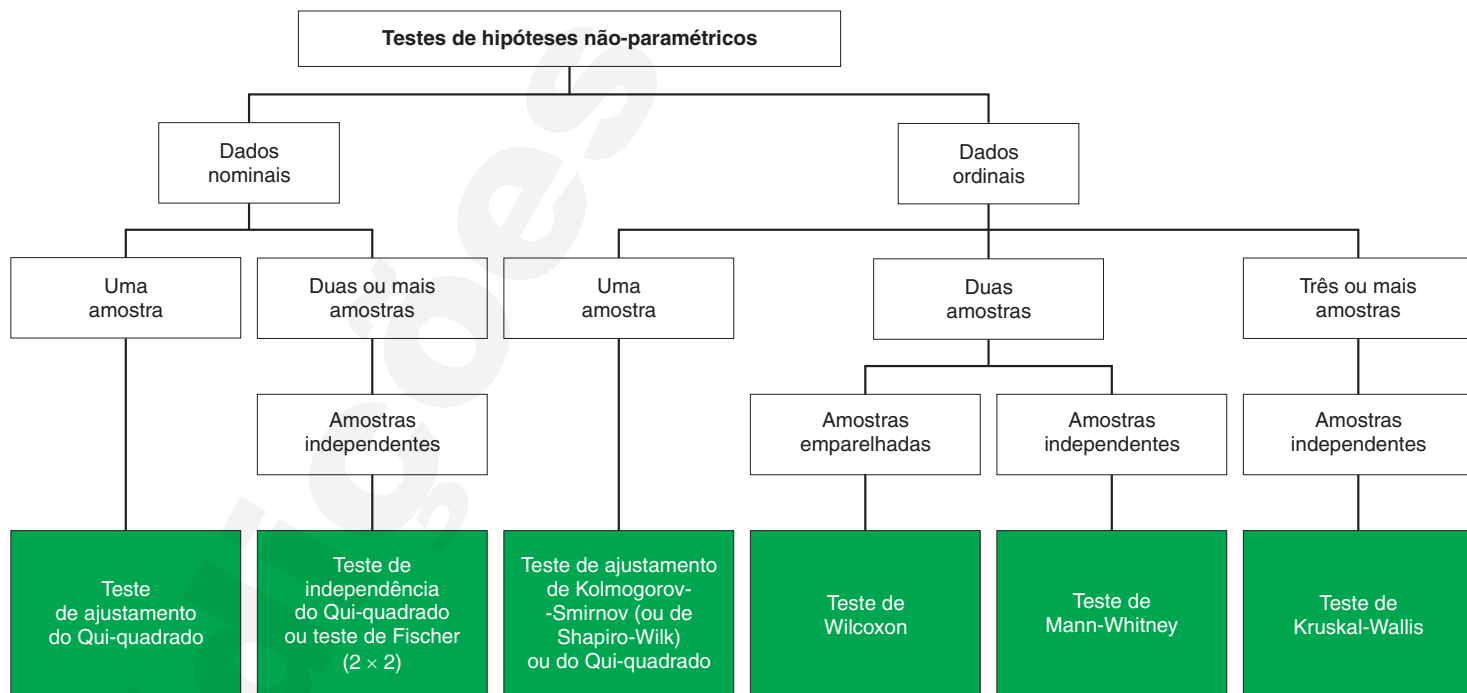 Testes de hipóteses não-paramétricos
Dados
nominais
Dados
ordinais
Uma
amostra
Duas ou mais
amostras
Uma
amostra
Duas
amostras
Três ou mais
amostras
Amostras
independentes
Amostras
emparelhadas
Amostras
independentes
Amostras
independentes
Teste
de ajustamento
do Qui-quadrado
Teste de
independência
do Qui-quadrado
ou teste de Fischer
(2 × 2)
Teste de ajustamento
de Kolmogorov-
-Smirnov (ou de
Shapiro-Wilk)
ou do Qui-quadrado
Teste de
Wilcoxon
Teste de
Mann-Whitney
Teste de
Kruskal-Wallis
dições